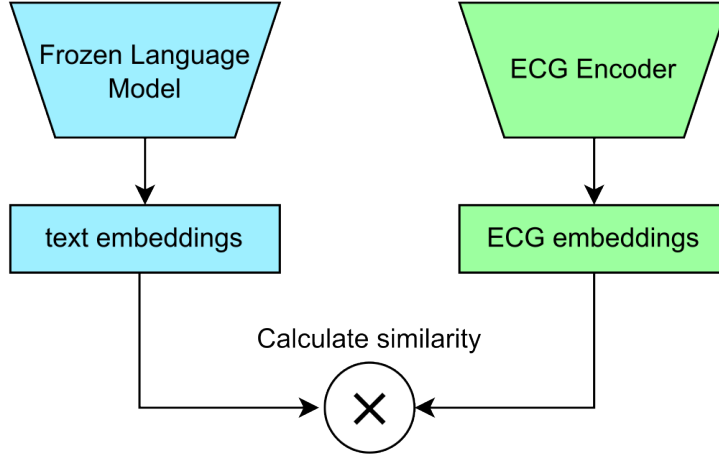 Frozen Language
Model
ECG Encoder
text embeddings
ECG embeddings
Calculate similarity
×